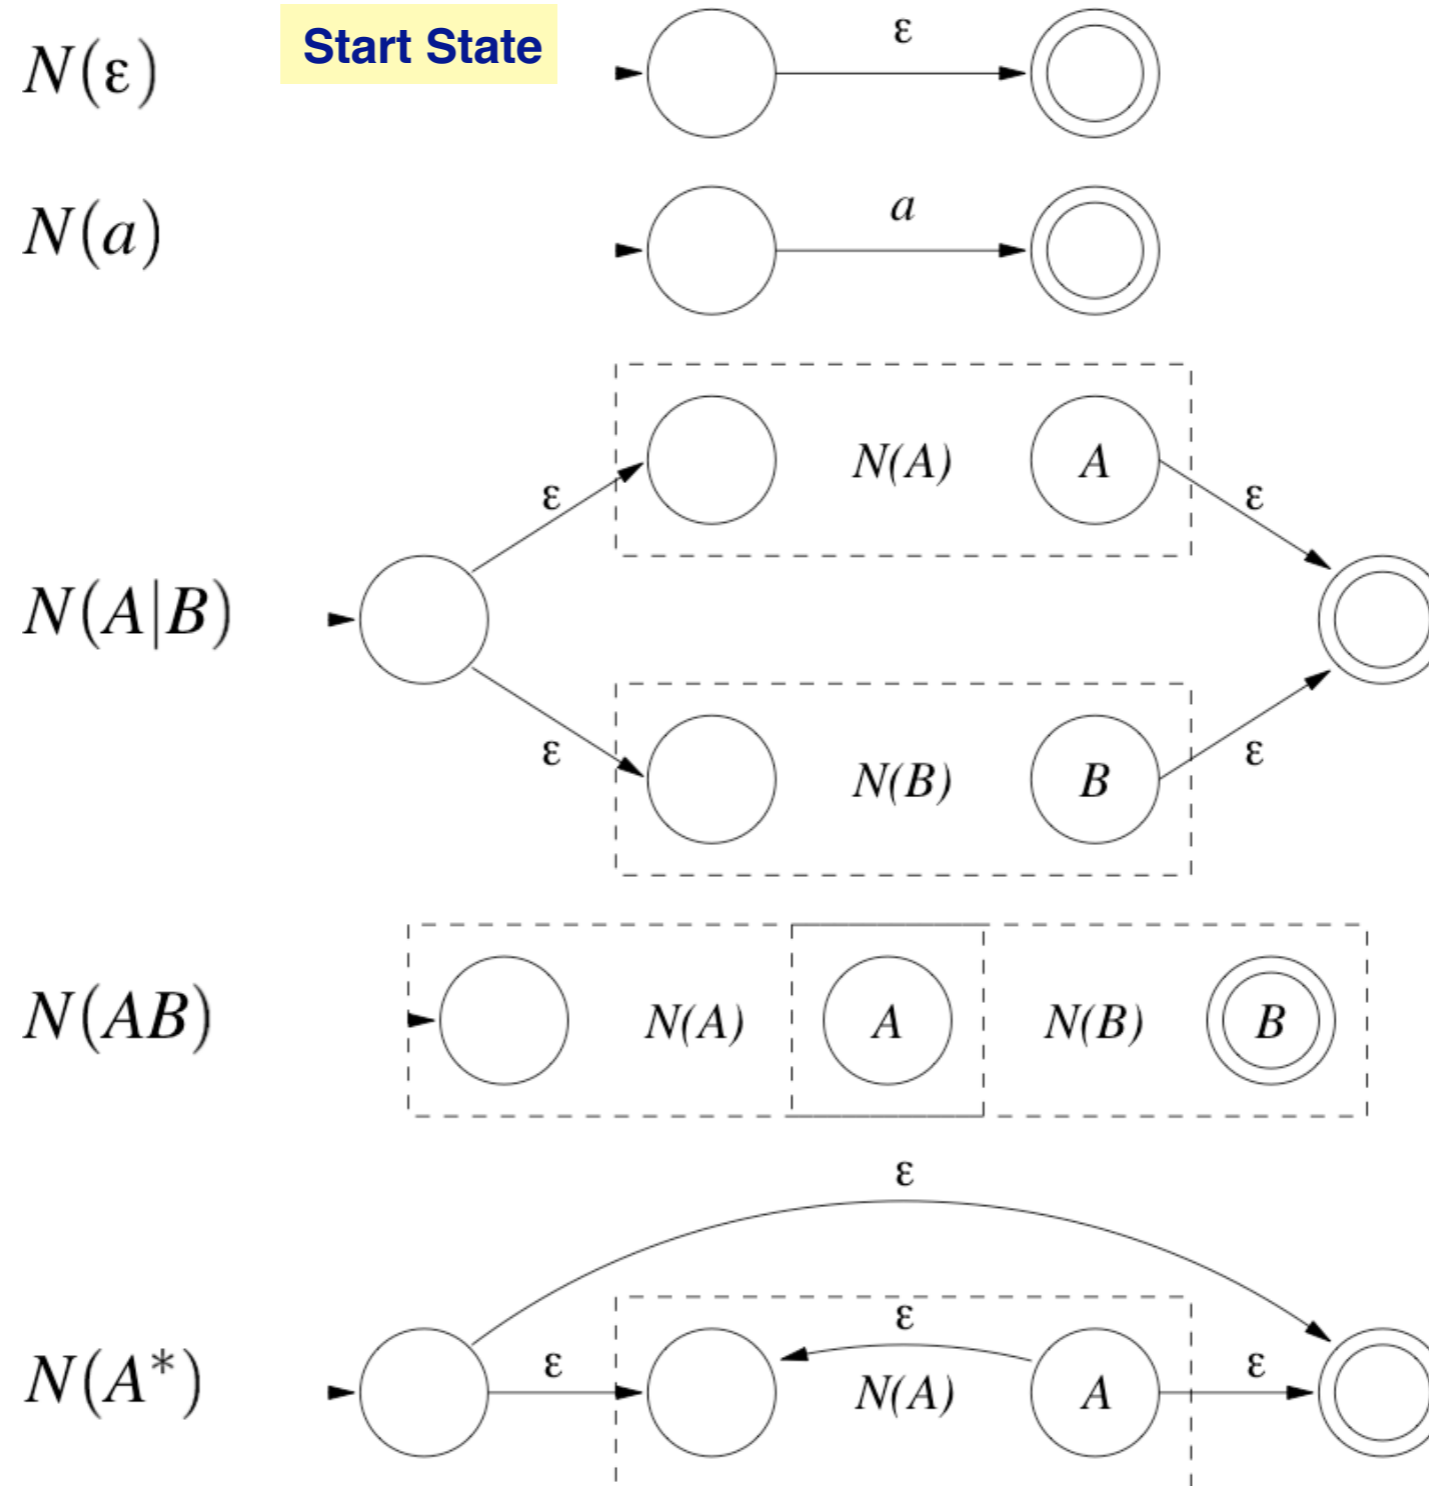 N(ε) Start State ε
N(a) a
N(A) A
ε ε
N(A|B)
ε ε
N(B) B
N(AB) N(A) A N(B) B
ε
ε
N(A*) ε N(A) A ε